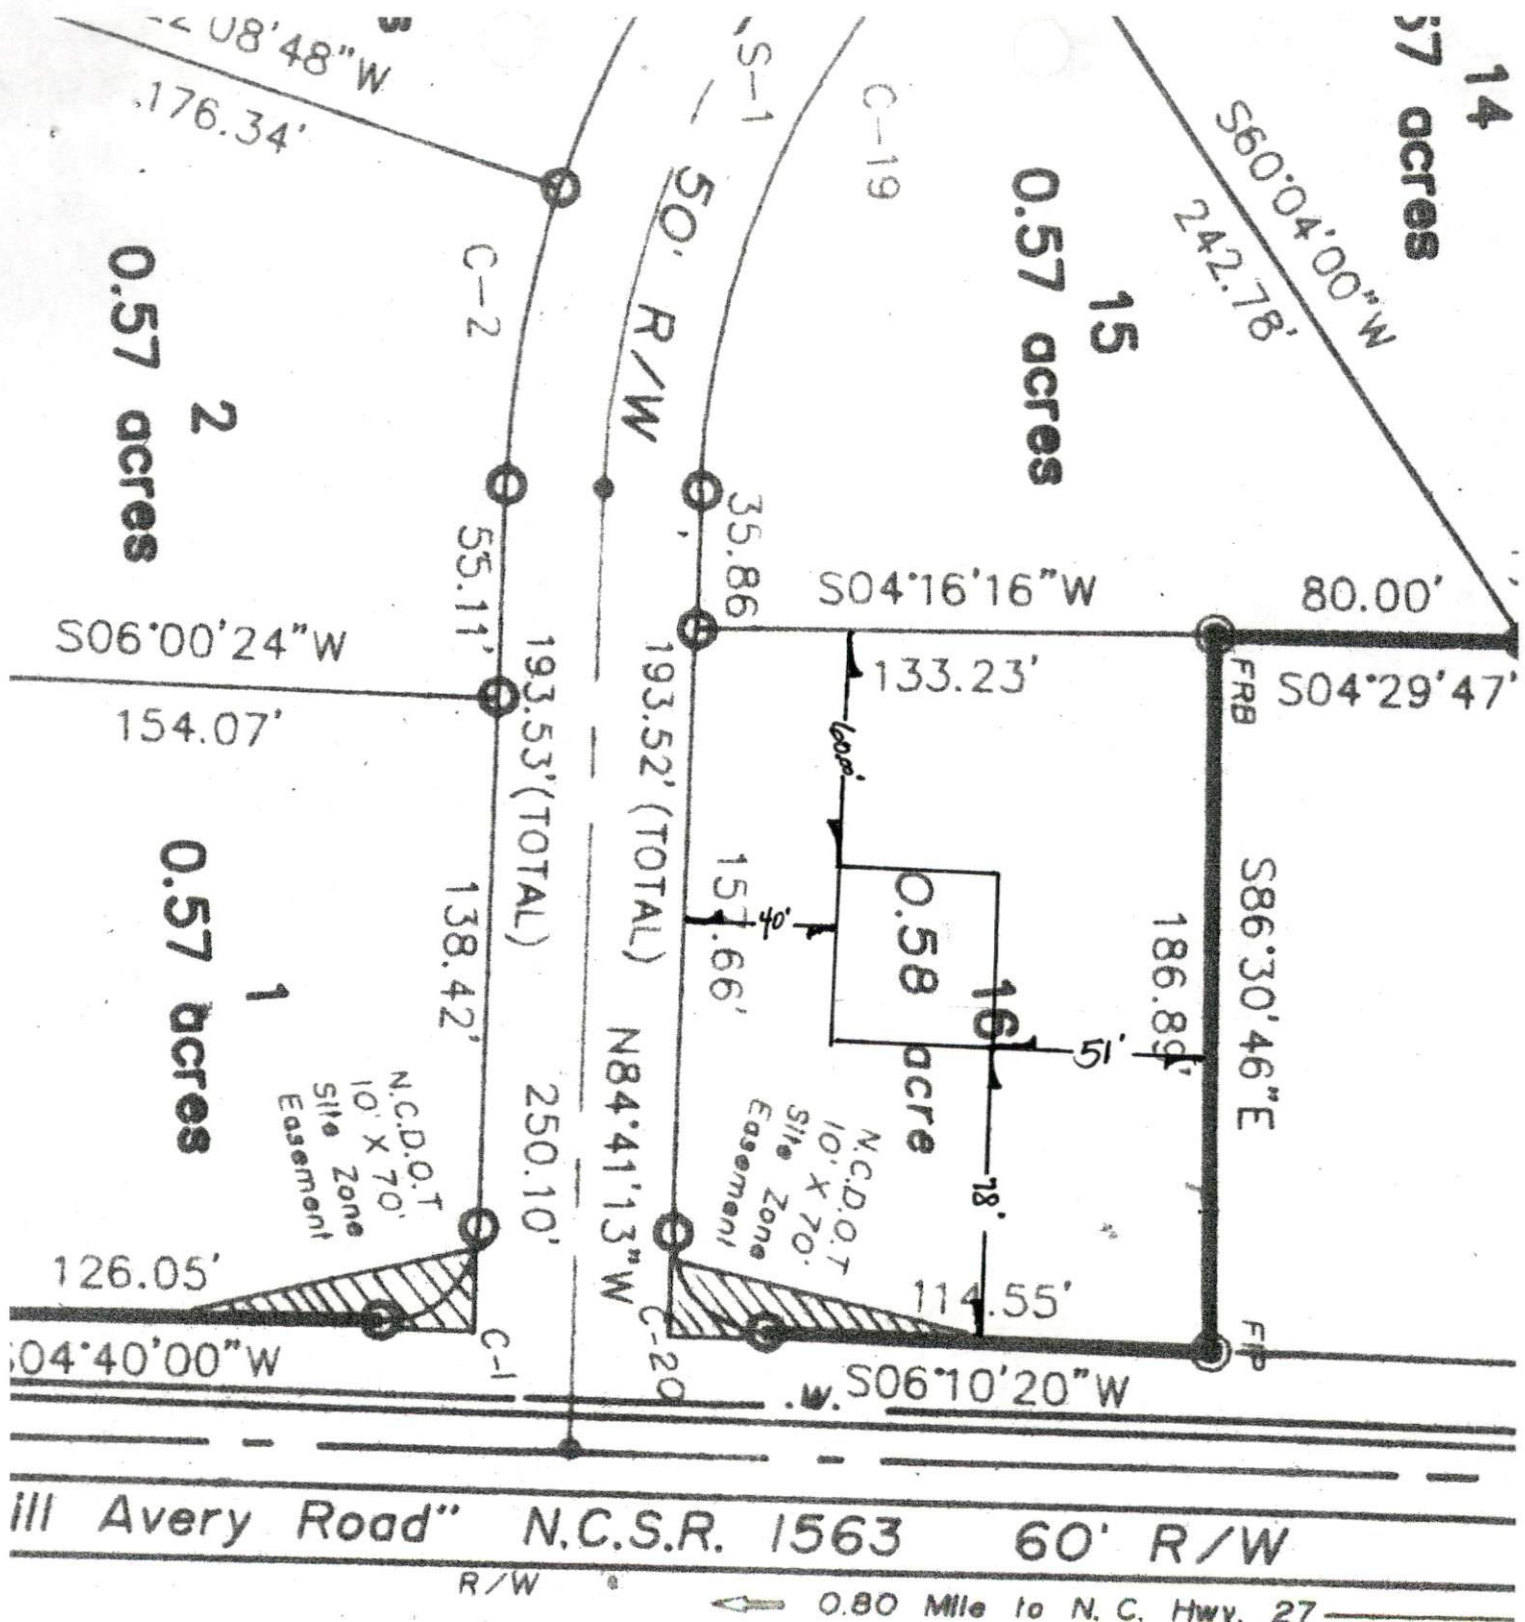 08'48"W
176.34'
S-1
C-19
50' R/W
C-2
2
0.57 acres
14
57 acres
S60°04'00"W
242.78'
15
0.57 acres
35.86'
55.11'
S04°16'16"W
80.00'
133.23'
FRB
S04°29'47'
S06°00'24"W
154.07'
193.53'(TOTAL)
193.52' (TOTAL)
60.00'
157.66'
40'
0.58 acre
16
51'
186.89'
S86°30'46"E
78'
1
0.57 acres
138.42'
250.10'
N84°41'13"W
N.C.D.O.T
10' X 70'
Site Zone
Easement
N.C.D.O.T
10' X 70'
Site Zone
Easement
126.05'
S04°40'00"W
C-1
C-20
114.55'
S06°10'20"W
FIP
.W.
ill Avery Road" N.C.S.R. 1563 60' R/W
R/W
0.80 Mile to N. C. Hwy. 27